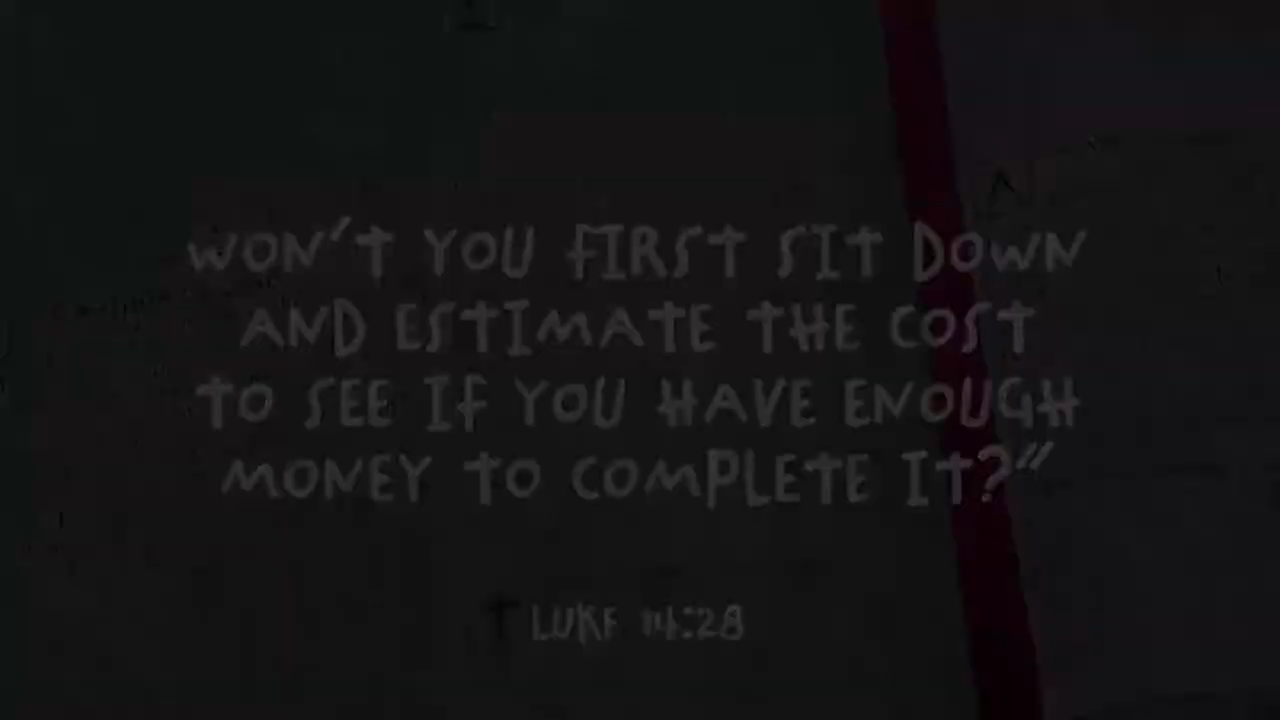 WON'T YOU FIRST SIT DOWN
AND ESTIMATE THE COST
TO SEE IF YOU HAVE ENOUGH
MONEY TO COMPLETE IT?"
LUKE 14:28